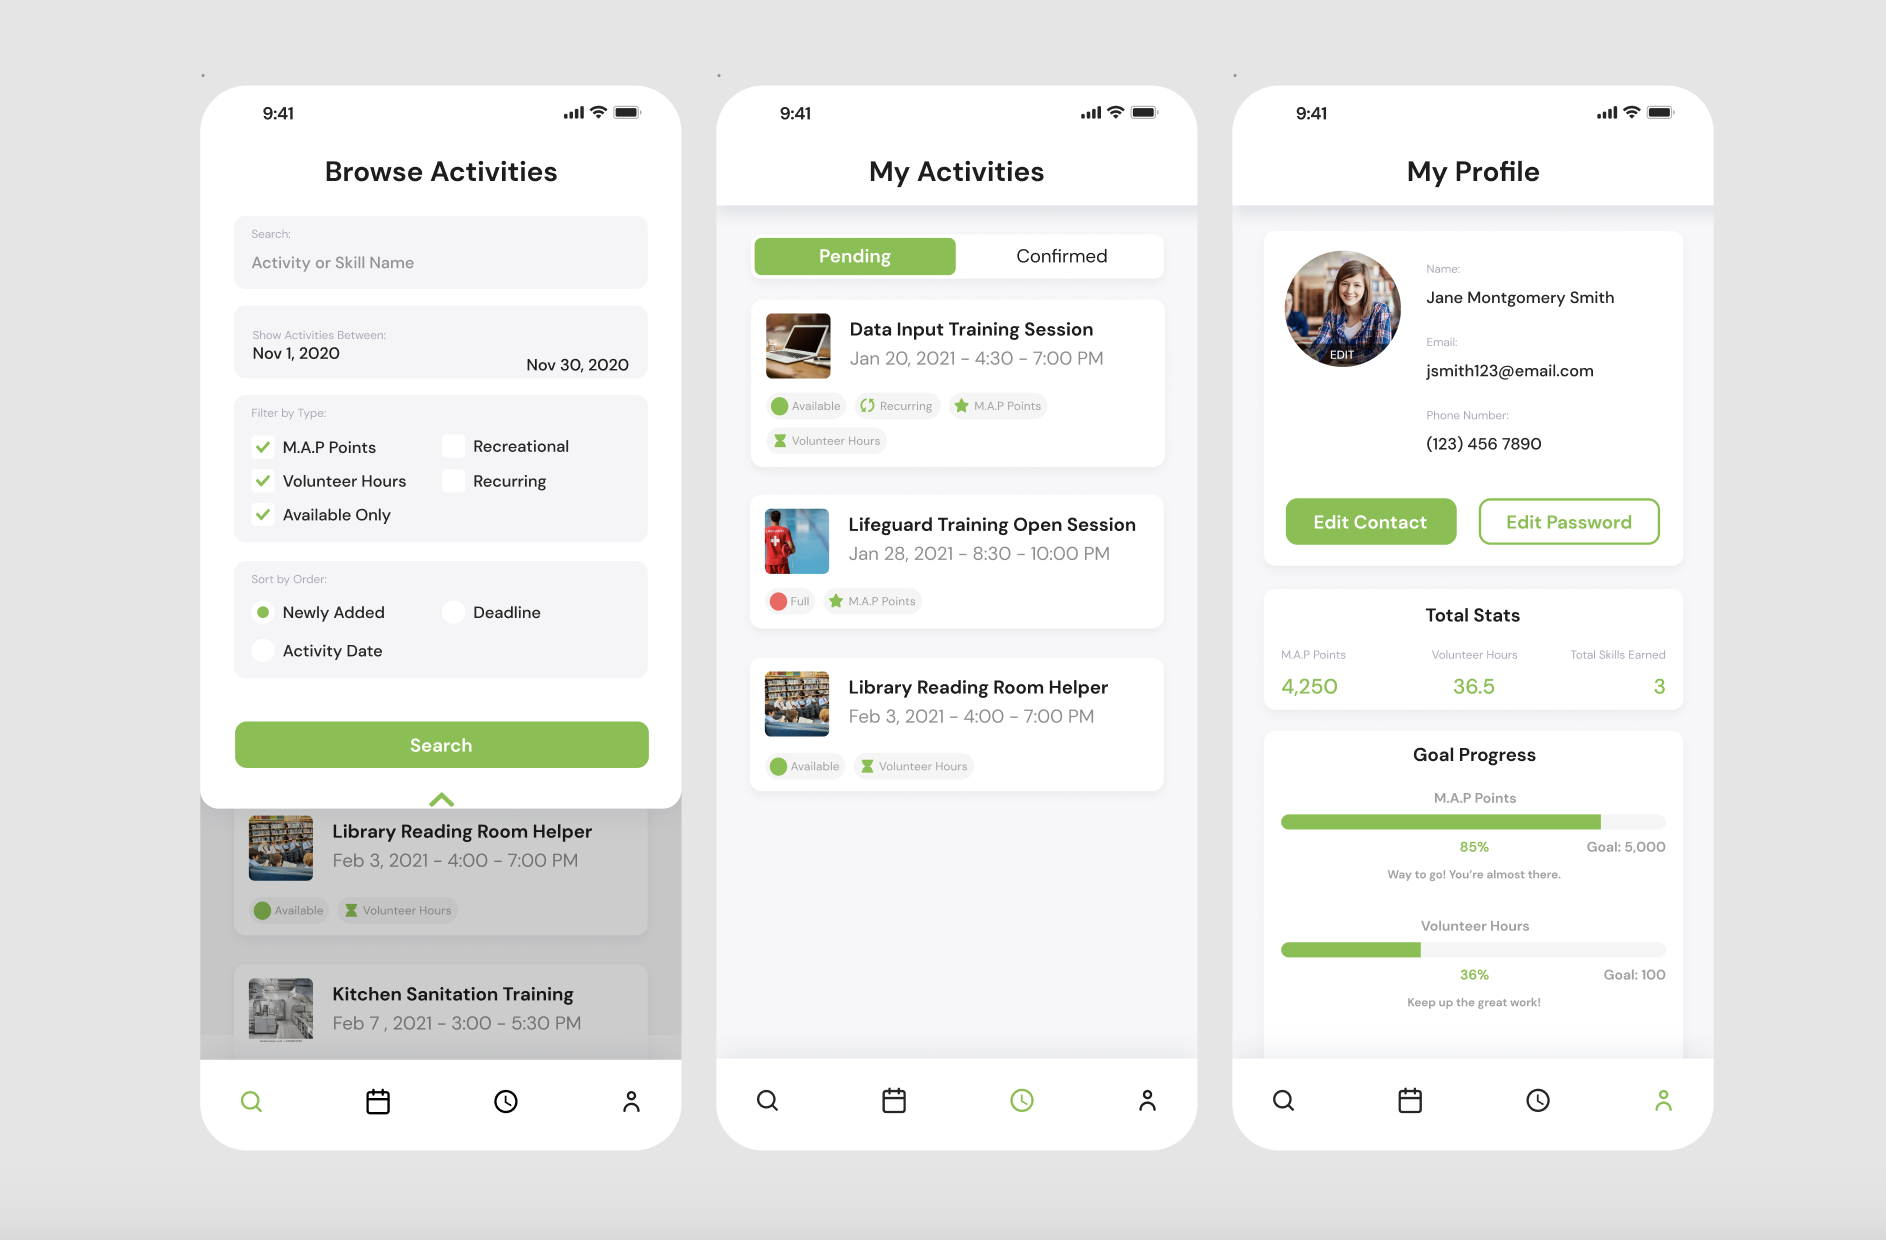 9:41
Browse Activities
Search:
Activity or Skill Name
Show Activities Between:
Nov 1, 2020
Nov 30, 2020
Filter by Type:
M.A.P Points
Recreational
Volunteer Hours
Recurring
Available Only
Sort by Order:
Newly Added
Deadline
Activity Date
Search
Library Reading Room Helper
Feb 3, 2021 - 4:00 - 7:00 PM
Available
Volunteer Hours
Kitchen Sanitation Training
Feb 7 , 2021 - 3:00 - 5:30 PM
9:41
My Activities
Pending
Confirmed
Data Input Training Session
Jan 20, 2021 - 4:30 - 7:00 PM
Available
Recurring
M.A.P Points
Volunteer Hours
Lifeguard Training Open Session
Jan 28, 2021 - 8:30 - 10:00 PM
Full
M.A.P Points
Library Reading Room Helper
Feb 3, 2021 - 4:00 - 7:00 PM
Available
Volunteer Hours
9:41
My Profile
EDIT
Name:
Jane Montgomery Smith
Email:
jsmith123@email.com
Phone Number:
(123) 456 7890
Edit Contact
Edit Password
Total Stats
M.A.P Points
Volunteer Hours
Total Skills Earned
4,250
36.5
3
Goal Progress
M.A.P Points
85%
Goal: 5,000
Way to go! You're almost there.
Volunteer Hours
36%
Goal: 100
Keep up the great work!